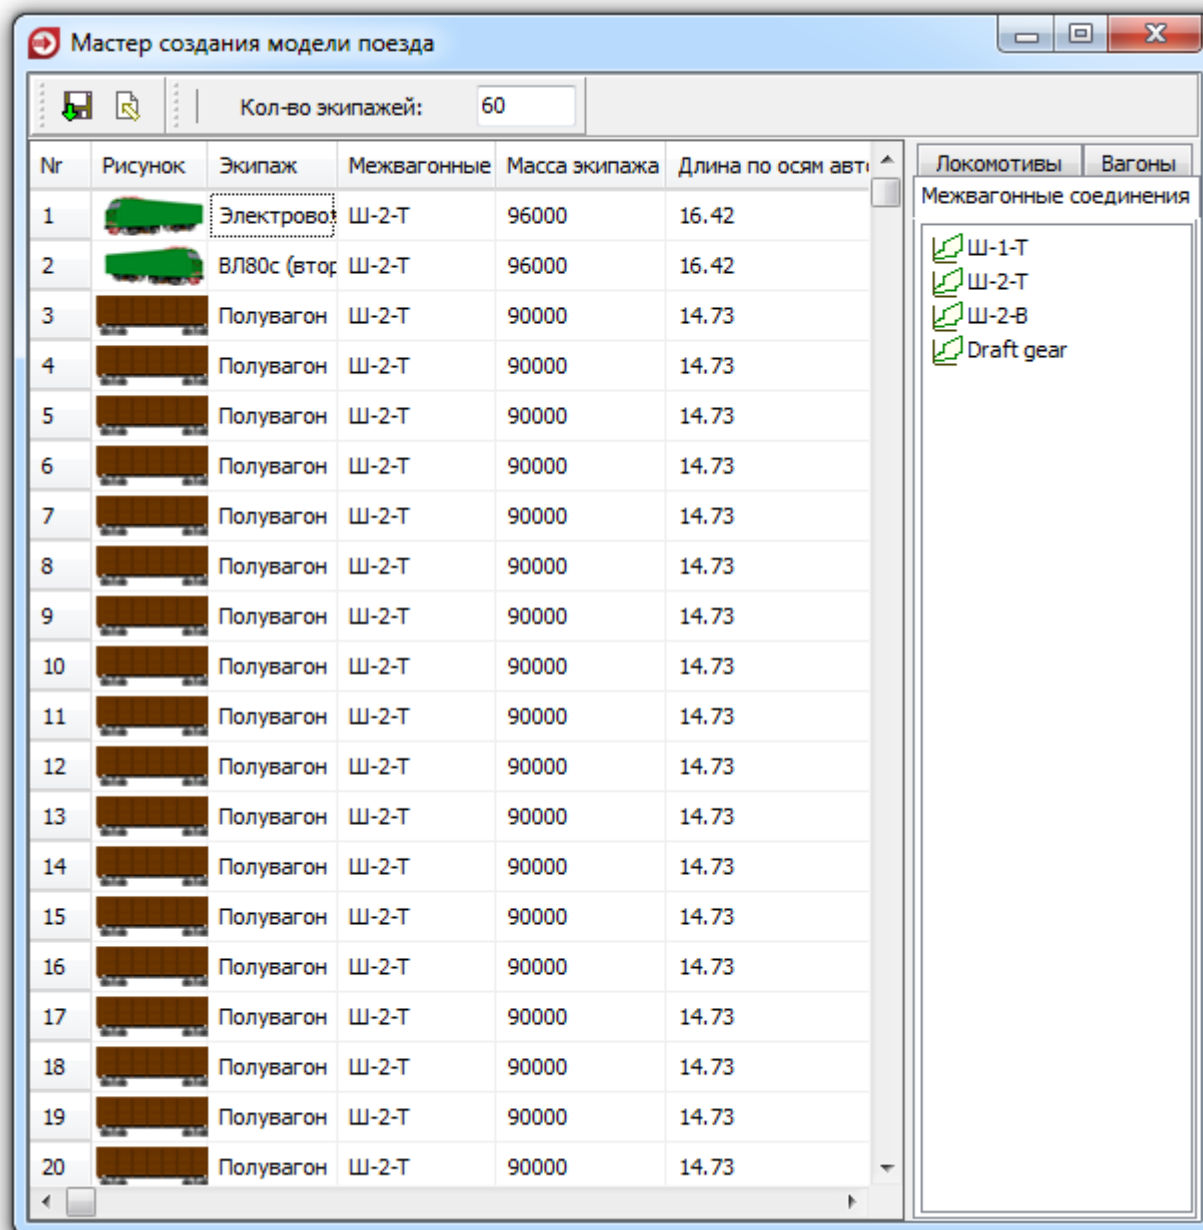 Мастер создания модели поезда
Кол-во экипажей: 60
Nr Рисунок Экипаж Межвагонные Масса экипажа Длина по осям авт
1 Электровоз Ш-2-Т 96000 16.42
2 ВЛ80с (втор Ш-2-Т 96000 16.42
3 Полувагон Ш-2-Т 90000 14.73
4 Полувагон Ш-2-Т 90000 14.73
5 Полувагон Ш-2-Т 90000 14.73
6 Полувагон Ш-2-Т 90000 14.73
7 Полувагон Ш-2-Т 90000 14.73
8 Полувагон Ш-2-Т 90000 14.73
9 Полувагон Ш-2-Т 90000 14.73
10 Полувагон Ш-2-Т 90000 14.73
11 Полувагон Ш-2-Т 90000 14.73
12 Полувагон Ш-2-Т 90000 14.73
13 Полувагон Ш-2-Т 90000 14.73
14 Полувагон Ш-2-Т 90000 14.73
15 Полувагон Ш-2-Т 90000 14.73
16 Полувагон Ш-2-Т 90000 14.73
17 Полувагон Ш-2-Т 90000 14.73
18 Полувагон Ш-2-Т 90000 14.73
19 Полувагон Ш-2-Т 90000 14.73
20 Полувагон Ш-2-Т 90000 14.73
Локомотивы Вагоны
Межвагонные соединения
Ш-1-Т
Ш-2-Т
Ш-2-В
Draft gear